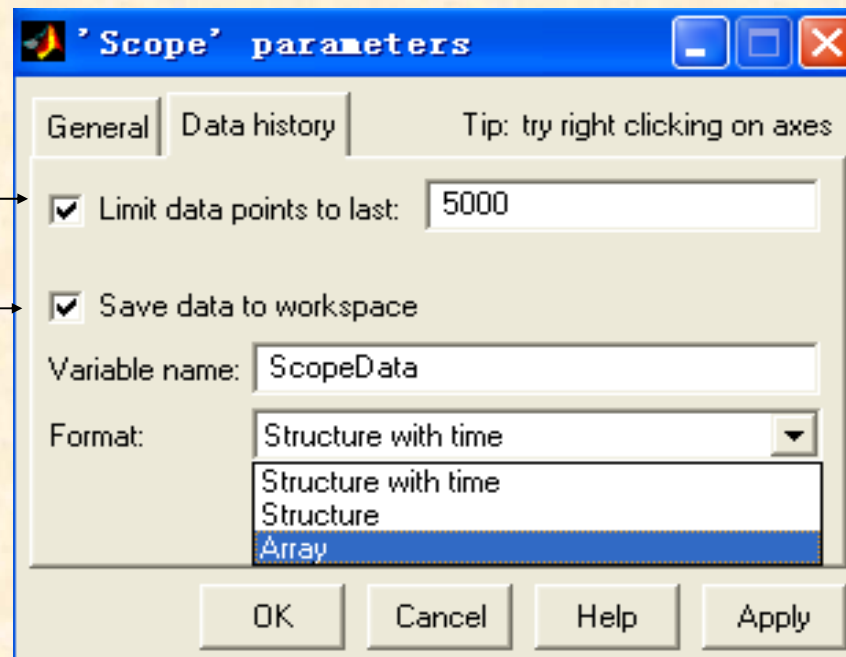 'Scope' parameters
General Data history Tip: try right clicking on axes
Limit data points to last: 5000
Save data to workspace
Variable name: ScopeData
Format: Structure with time
Structure with time
Structure
Array
OK Cancel Help Apply